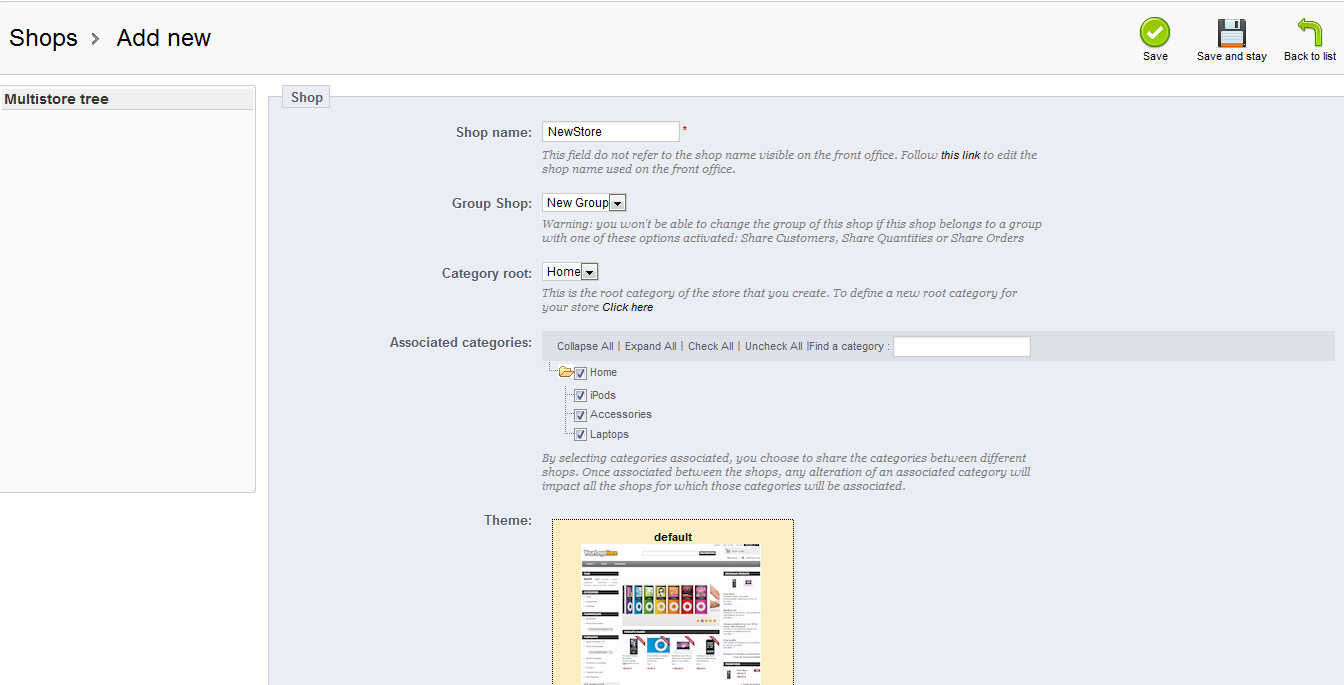 Shops > Add new
Save
Save and stay
Back to list
Multistore tree
Shop
Shop name: NewStore *
This field do not refer to the shop name visible on the front office. Follow this link to edit the
shop name used on the front office.
Group Shop: New Group
Warning: you won't be able to change the group of this shop if this shop belongs to a group
with one of these options activated: Share Customers, Share Quantities or Share Orders
Category root: Home
This is the root category of the store that you create. To define a new root category for
your store Click here
Associated categories: Collapse All | Expand All | Check All | Uncheck All |Find a category :
Home
iPods
Accessories
Laptops
By selecting categories associated, you choose to share the categories between different
shops. Once associated between the shops, any alteration of an associated category will
impact all the shops for which those categories will be associated.
Theme:
default